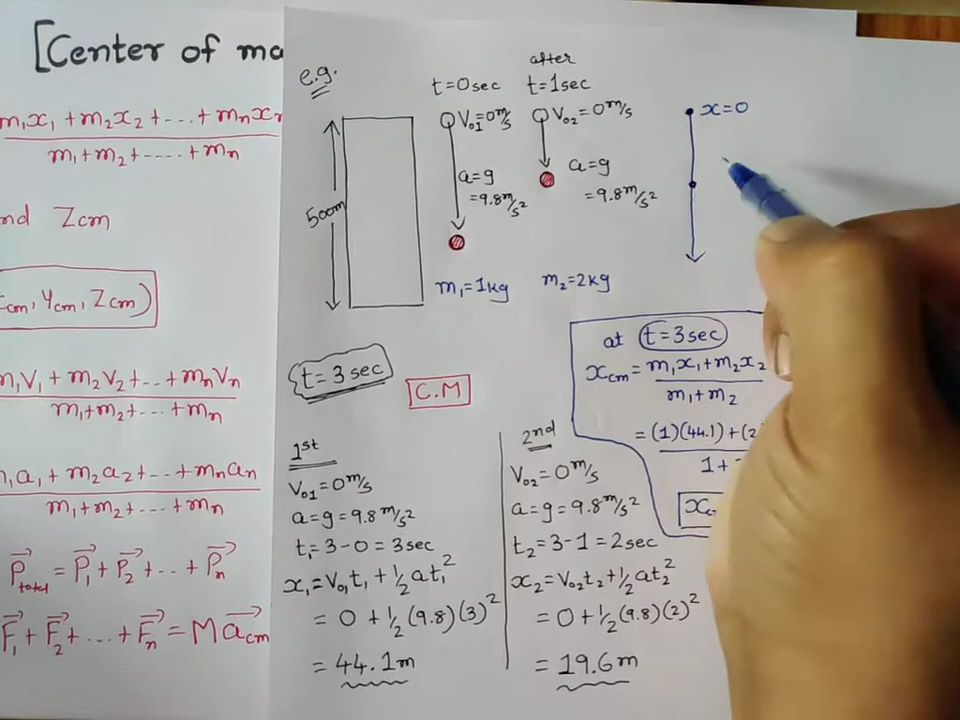 [Center of
m₁x₁ + m₂x₂ + ... + mₙxₙ
m₁+m₂+.....+mₙ
nd Zcm
cm, Ycm, Zcm)
m₁V₁ + m₂V₂ + .. + mₙVₙ
m₁+m₂+...+mₙ
m₁a₁ + m₂a₂ + .. + mₙaₙ
m₁+m₂+...+mₙ
P⃗total = P⃗₁ + P⃗₂ + .. + P⃗ₙ
F⃗₁ + F⃗₂ + .... + F⃗ₙ = M a⃗cm
e.g.
t=0sec
V₀₁=0m/s
a=g
=9.8m/s²
after
t=1sec
V₀₂=0m/s
a=g
=9.8m/s²
x=0
500m
m₁=1kg
m₂=2kg
t=3sec
C.M
1st
V₀₁=0m/s
a=g=9.8m/s²
t₁=3-0=3sec
x₁=V₀₁t₁+½at₁²
= 0+½(9.8)(3)²
= 44.1m
2nd
V₀₂=0m/s
a=g=9.8m/s²
t₂=3-1=2sec
x₂=V₀₂t₂+½at₂²
= 0+½(9.8)(2)²
= 19.6m
at t=3sec
xcm = m₁x₁+m₂x₂
m₁+m₂
= (1)(44.1)+(2
1+